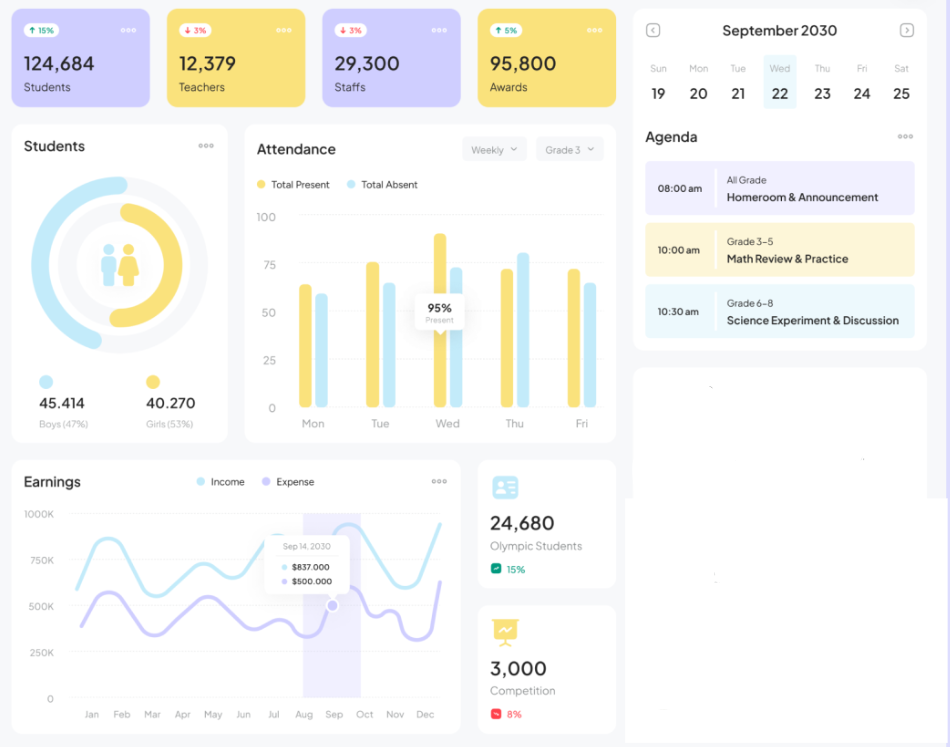 ↑ 15%
124,684
Students
↓ 3%
12,379
Teachers
↓ 3%
29,300
Staffs
↑ 5%
95,800
Awards
Students
45.414
Boys (47%)
40.270
Girls (53%)
Attendance
Weekly
Grade 3
Total Present
Total Absent
100
75
50
25
0
95%
Present
Mon Tue Wed Thu Fri
September 2030
Sun Mon Tue Wed Thu Fri Sat
19 20 21 22 23 24 25
Agenda
08:00 am
All Grade
Homeroom & Announcement
10:00 am
Grade 3–5
Math Review & Practice
10:30 am
Grade 6–8
Science Experiment & Discussion
Earnings
Income
Expense
1000K
750K
500K
250K
0
Sep 14, 2030
$837.000
$500.000
Jan Feb Mar Apr May Jun Jul Aug Sep Oct Nov Dec
24,680
Olympic Students
15%
3,000
Competition
8%